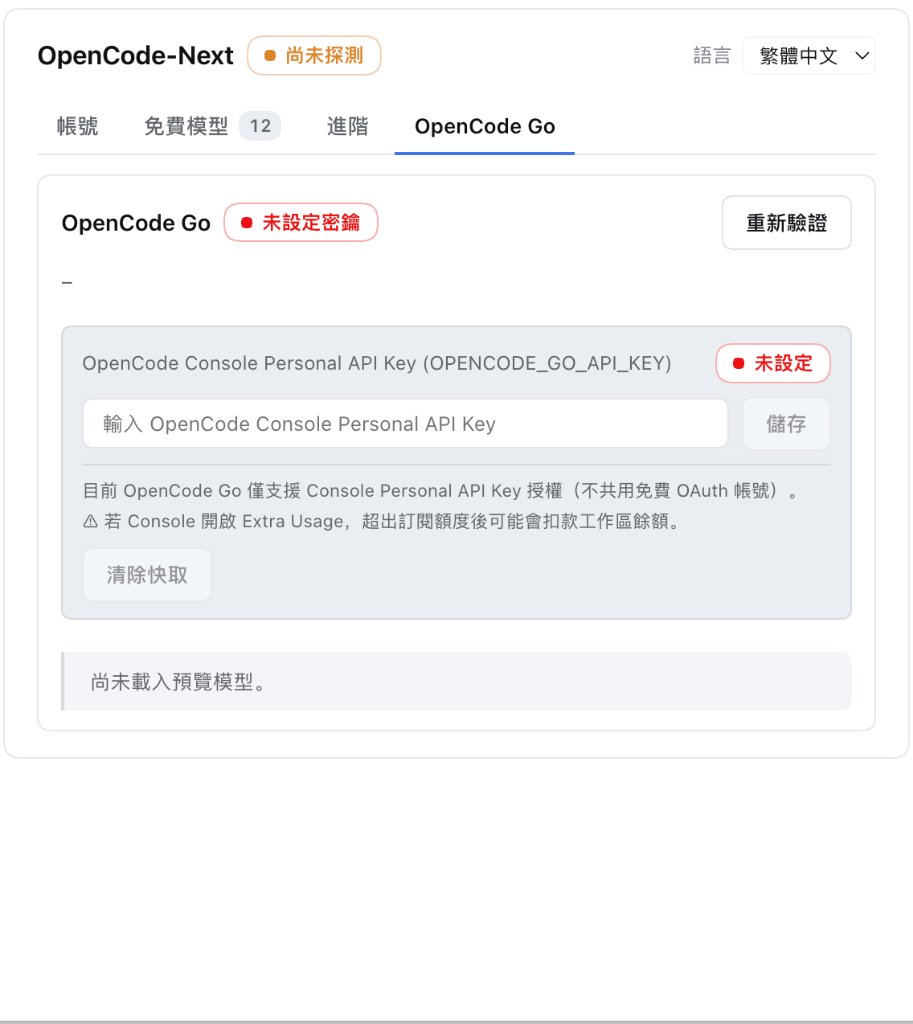 OpenCode-Next 尚未探測 語言 繁體中文
帳號 免費模型 12 進階 OpenCode Go
OpenCode Go 未設定密鑰 重新驗證
–
OpenCode Console Personal API Key (OPENCODE_GO_API_KEY) 未設定
輸入 OpenCode Console Personal API Key 儲存
目前 OpenCode Go 僅支援 Console Personal API Key 授權（不共用免費 OAuth 帳號）。
⚠ 若 Console 開啟 Extra Usage，超出訂閱額度後可能會扣款工作區餘額。
清除快取
尚未載入預覽模型。